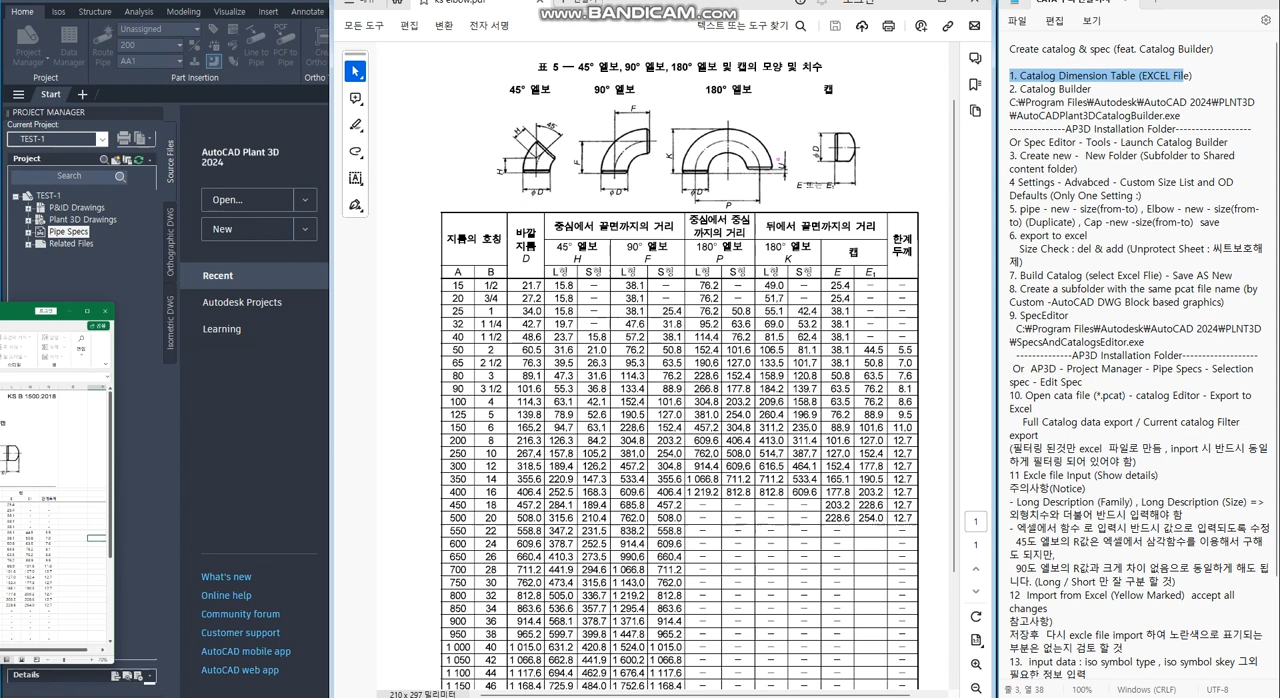 Home
Isos
Structure
Analysis
Modeling
Visualize
Insert
Annotate
Project Manager
Data Manager
Route Pipe
Unassigned
200
AA1
Line to Pipe
PCF to Pipe
Project
Part Insertion
Ortho
Start
PROJECT MANAGER
Current Project:
TEST-1
Project
Search
TEST-1
P&ID Drawings
Plant 3D Drawings
Pipe Specs
Related Files
Source Files
Orthographic DWG
Isometric DWG
Details
AutoCAD Plant 3D 2024
Open...
New
Recent
Autodesk Projects
Learning
What's new
Online help
Community forum
Customer support
AutoCAD mobile app
AutoCAD web app
KS B 1500:2018
www.BANDICAM.com
모든 도구
편집
변환
전자 서명
텍스트 또는 도구 찾기
표 5 — 45° 엘보, 90° 엘보, 180° 엘보 및 캡의 모양 및 치수
45° 엘보 90° 엘보 180° 엘보 캡
지름의 호칭 바깥 지름 D 중심에서 끝면까지의 거리 중심에서 중심까지의 거리 뒤에서 끝면까지의 거리 한계 두께
45° 엘보 H 90° 엘보 F 180° 엘보 P 180° 엘보 K 캡
A B L형 S형 L형 S형 L형 S형 L형 S형 E E₁
15 1/2 21.7 15.8 — 38.1 — 76.2 — 49.0 — 25.4 — —
20 3/4 27.2 15.8 — 38.1 — 76.2 — 51.7 — 25.4 — —
25 1 34.0 15.8 — 38.1 25.4 76.2 50.8 55.1 42.4 38.1 — —
32 1 1/4 42.7 19.7 — 47.6 31.8 95.2 63.6 69.0 53.2 38.1 — —
40 1 1/2 48.6 23.7 15.8 57.2 38.1 114.4 76.2 81.5 62.4 38.1 — —
50 2 60.5 31.6 21.0 76.2 50.8 152.4 101.6 106.5 81.1 38.1 44.5 5.5
65 2 1/2 76.3 39.5 26.3 95.3 63.5 190.6 127.0 133.5 101.7 38.1 50.8 7.0
80 3 89.1 47.3 31.6 114.3 76.2 228.6 152.4 158.9 120.8 50.8 63.5 7.6
90 3 1/2 101.6 55.3 36.8 133.4 88.9 266.8 177.8 184.2 139.7 63.5 76.2 8.1
100 4 114.3 63.1 42.1 152.4 101.6 304.8 203.2 209.6 158.8 63.5 76.2 8.6
125 5 139.8 78.9 52.6 190.5 127.0 381.0 254.0 260.4 196.9 76.2 88.9 9.5
150 6 165.2 94.7 63.1 228.6 152.4 457.2 304.8 311.2 235.0 88.9 101.6 11.0
200 8 216.3 126.3 84.2 304.8 203.2 609.6 406.4 413.0 311.4 101.6 127.0 12.7
250 10 267.4 157.8 105.2 381.0 254.0 762.0 508.0 514.7 387.7 127.0 152.4 12.7
300 12 318.5 189.4 126.2 457.2 304.8 914.4 609.6 616.5 464.1 152.4 177.8 12.7
350 14 355.6 220.9 147.3 533.4 355.6 1 066.8 711.2 711.2 533.4 165.1 190.5 12.7
400 16 406.4 252.5 168.3 609.6 406.4 1 219.2 812.8 812.8 609.6 177.8 203.2 12.7
450 18 457.2 284.1 189.4 685.8 457.2 — — — — 203.2 228.6 12.7
500 20 508.0 315.6 210.4 762.0 508.0 — — — — 228.6 254.0 12.7
550 22 558.8 347.2 231.5 838.2 558.8 — — — — — — —
600 24 609.6 378.7 252.5 914.4 609.6 — — — — — — —
650 26 660.4 410.3 273.5 990.6 660.4 — — — — — — —
700 28 711.2 441.9 294.6 1 066.8 711.2 — — — — — — —
750 30 762.0 473.4 315.6 1 143.0 762.0 — — — — — — —
800 32 812.8 505.0 336.7 1 219.2 812.8 — — — — — — —
850 34 863.6 536.6 357.7 1 295.4 863.6 — — — — — — —
900 36 914.4 568.1 378.7 1 371.6 914.4 — — — — — — —
950 38 965.2 599.7 399.8 1 447.8 965.2 — — — — — — —
1 000 40 1 015.0 631.2 420.8 1 524.0 1 015.0 — — — — — — —
1 050 42 1 066.8 662.8 441.9 1 600.2 1 066.8 — — — — — — —
1 100 44 1 117.6 694.4 462.9 1 676.4 1 117.6 — — — — — — —
1 150 46 1 168.4 725.9 484.0 1 752.6 1 168.4 — — — — — — —
210 x 297 밀리미터
1
1
파일
편집
보기
Create catalog & spec (feat. Catalog Builder)
1. Catalog Dimension Table (EXCEL File)
2. Catalog Builder
C:₩Program Files₩Autodesk₩AutoCAD 2024₩PLNT3D
₩AutoCADPlant3DCatalogBuilder.exe
---------------AP3D Installation Folder-------------------
Or Spec Editor - Tools - Launch Catalog Builder
3. Create new - New Folder (Subfolder to Shared
content folder)
4 Settings - Advabced - Custom Size List and OD
Defaults (Only One Setting :)
5. pipe - new - size(from-to) , Elbow - new - size(from-
to) (Duplicate) , Cap -new -size(from-to) save
6. export to excel
Size Check : del & add (Unprotect Sheet : 씨트보호해
제)
7. Build Catalog (select Excel Flie) - Save AS New
8. Create a subfolder with the same pcat file name (by
Custom -AutoCAD DWG Block based graphics)
9. SpecEditor
C:₩Program Files₩Autodesk₩AutoCAD 2024₩PLNT3D
₩SpecsAndCatalogsEditor.exe
---------------AP3D Installation Folder-----------------
Or AP3D - Project Manager - Pipe Specs - Selection
spec - Edit Spec
10. Open cata file (*.pcat) - catalog Editor - Export to
Excel
Full Catalog data export / Current catalog Filter
export
(필터링 된것만 excel 파일로 만듬 , inport 시 반드시 동일
하게 필터링 되어 있어야 함)
11 Excle file Input (Show details)
주의사항(Notice)
- Long Description (Family) , Long Description (Size) =>
외형치수와 더불어 반드시 입력해야 함
- 엑셀에서 함수 로 입력시 반드시 값으로 입력되도록 수정
45도 엘보의 R값은 엑셀에서 삼각함수를 이용해서 구해
도 되지만,
90도 엘보의 R값과 크게 차이 없음으로 동일하게 해도 됩
니다. (Long / Short 만 잘 구분 할 것)
12 Import from Excel (Yellow Marked) accept all
changes
참고사항)
저장후 다시 excle file import 하여 노란색으로 표기되는
부분은 없는지 검토 할 것
13. input data : iso symbol type , iso symbol skey 그외
필요한 정보 입력
줄 3, 열 38
100%
Windows (CRLF)
UTF-8